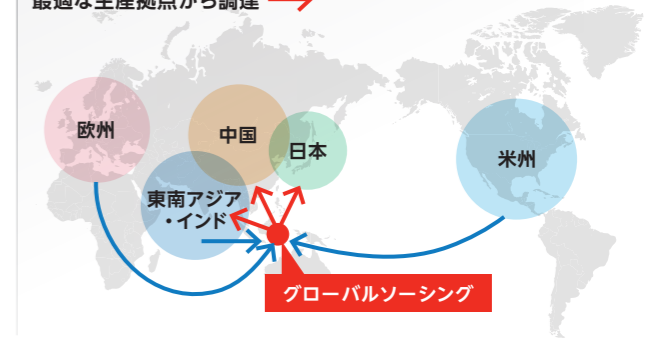 最適な生産拠点から調達
欧州
中国
日本
米州
東南アジア
・インド
グローバルソーシング